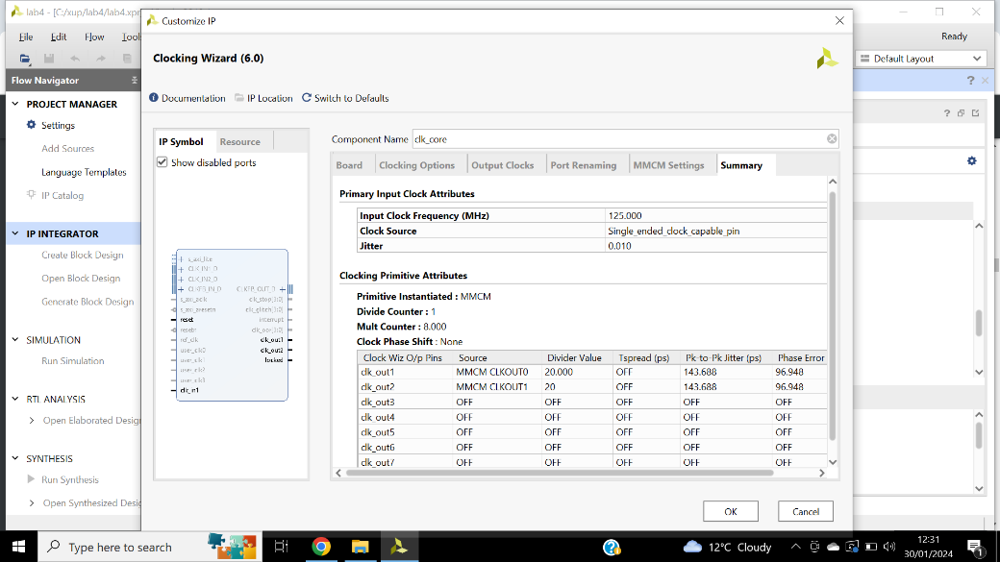 lab4 - [C:/xup/lab4/lab4.xpr
Customize IP
File Edit Flow Tool
Ready
Default Layout
Clocking Wizard (6.0)
Flow Navigator
Documentation IP Location Switch to Defaults
PROJECT MANAGER
Settings
Add Sources
Language Templates
IP Catalog
IP INTEGRATOR
Create Block Design
Open Block Design
Generate Block Design
SIMULATION
Run Simulation
RTL ANALYSIS
Open Elaborated Design
SYNTHESIS
Run Synthesis
Open Synthesized Desig
IP Symbol Resource
Show disabled ports
s_axi_lite
CLK_IN1_D
CLK_IN2_D
CLKFB_IN_D CLKFB_OUT_D
s_axi_aclk clk_stop[3:0]
s_axi_aresetn clk_glitch[3:0]
reset interrupt
resetn clk_oor[3:0]
ref_clk clk_out1
user_clk0 clk_out2
user_clk1 locked
user_clk2
user_clk3
clk_in1
Component Name clk_core
Board Clocking Options Output Clocks Port Renaming MMCM Settings Summary
Primary Input Clock Attributes
Input Clock Frequency (MHz) 125.000
Clock Source Single_ended_clock_capable_pin
Jitter 0.010
Clocking Primitive Attributes
Primitive Instantiated : MMCM
Divide Counter : 1
Mult Counter : 8.000
Clock Phase Shift : None
Clock Wiz O/p Pins Source Divider Value Tspread (ps) Pk-to-Pk Jitter (ps) Phase Error
clk_out1 MMCM CLKOUT0 20.000 OFF 143.688 96.948
clk_out2 MMCM CLKOUT1 20 OFF 143.688 96.948
clk_out3 OFF OFF OFF OFF OFF
clk_out4 OFF OFF OFF OFF OFF
clk_out5 OFF OFF OFF OFF OFF
clk_out6 OFF OFF OFF OFF OFF
clk_out7 OFF OFF OFF OFF OFF
OK Cancel
Type here to search
12°C Cloudy
12:31
30/01/2024
1